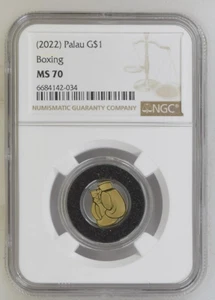 (2022) Palau G$1
Boxing
MS 70
6684142-034
NUMISMATIC GUARANTY COMPANY
NGC